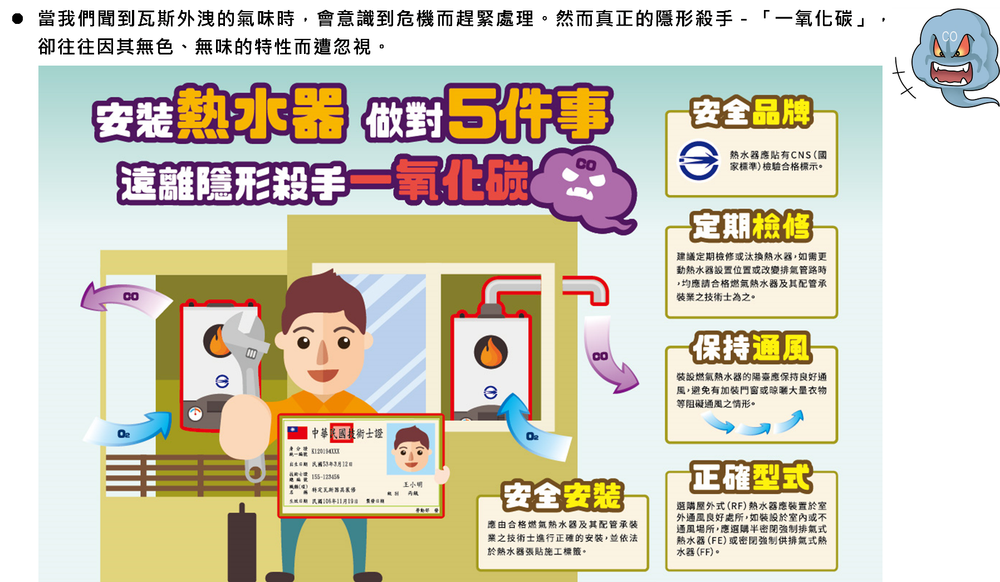 ● 當我們聞到瓦斯外洩的氣味時，會意識到危機而趕緊處理。然而真正的隱形殺手-「一氧化碳」，
卻往往因其無色、無味的特性而遭忽視。
CO
安裝熱水器 做對5件事
遠離隱形殺手一氧化碳
CO
安全品牌
熱水器應貼有CNS(國
家標準)檢驗合格標示。
定期檢修
建議定期檢修或汰換熱水器，如需更
動熱水器設置位置或改變排氣管路時
，均應請合格燃氣熱水器及其配管承
裝業之技術士為之。
保持通風
裝設燃氣熱水器的陽臺應保持良好通
風，避免有加裝門窗或晾曬大量衣物
等阻礙通風之情形。
正確型式
選購屋外式(RF)熱水器應裝置於室
外通風良好處所，如裝設於室內或不
通風場所，應選購半密閉強制排氣式
熱水器(FE)或密閉強制供排氣式熱
水器(FF)。
安全安裝
應由合格燃氣熱水器及其配管承裝
業之技術士進行正確的安裝，並依法
於熱水器張貼施工標籤。
CO
O2
CO
O2
中華民國技術士證
身分證
統一編號 K120194XXX
出生日期 民國53年3月12日
技術士證
總編號 155-123456
職類(項)
名稱 特定瓦斯器具裝修
生效日期 民國106年11月19日 製發日期
王小明
級別 丙級
勞動部 發